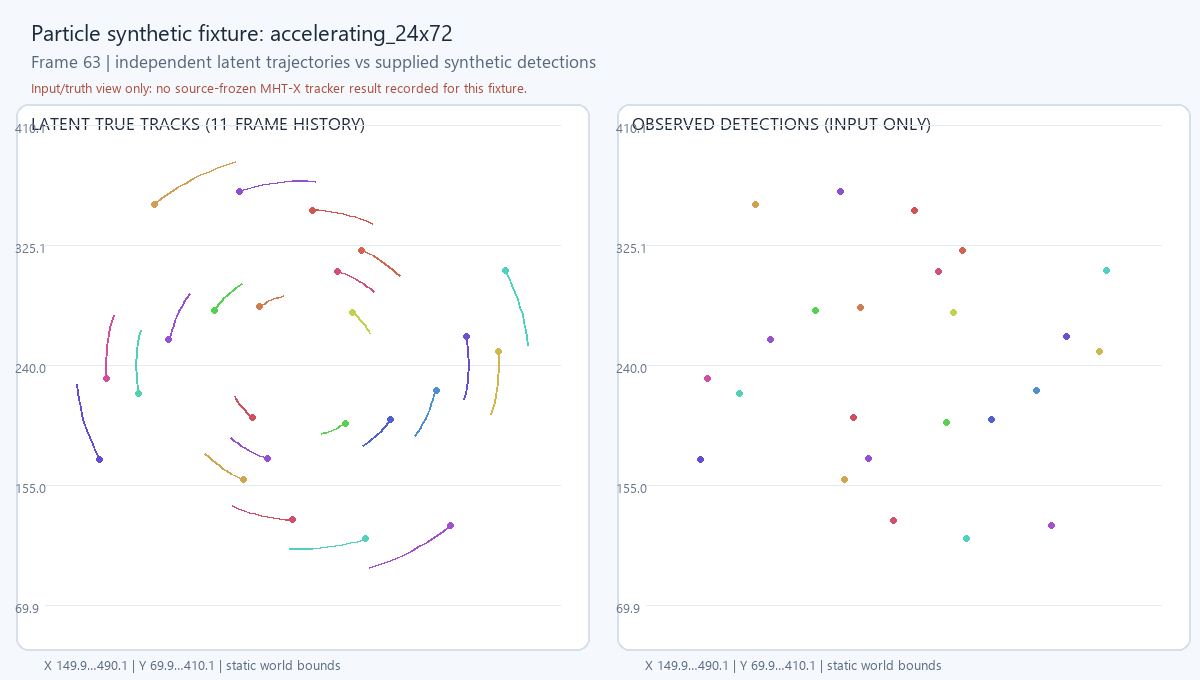 Particle synthetic fixture: accelerating_24x72
Frame 63 | independent latent trajectories vs supplied synthetic detections
Input/truth view only: no source-frozen MHT-X tracker result recorded for this fixture.
LATENT TRUE TRACKS (11-FRAME HISTORY)
410.1
325.1
240.0
155.0
69.9
X 149.9...490.1 | Y 69.9...410.1 | static world bounds
OBSERVED DETECTIONS (INPUT ONLY)
410.1
325.1
240.0
155.0
69.9
X 149.9...490.1 | Y 69.9...410.1 | static world bounds